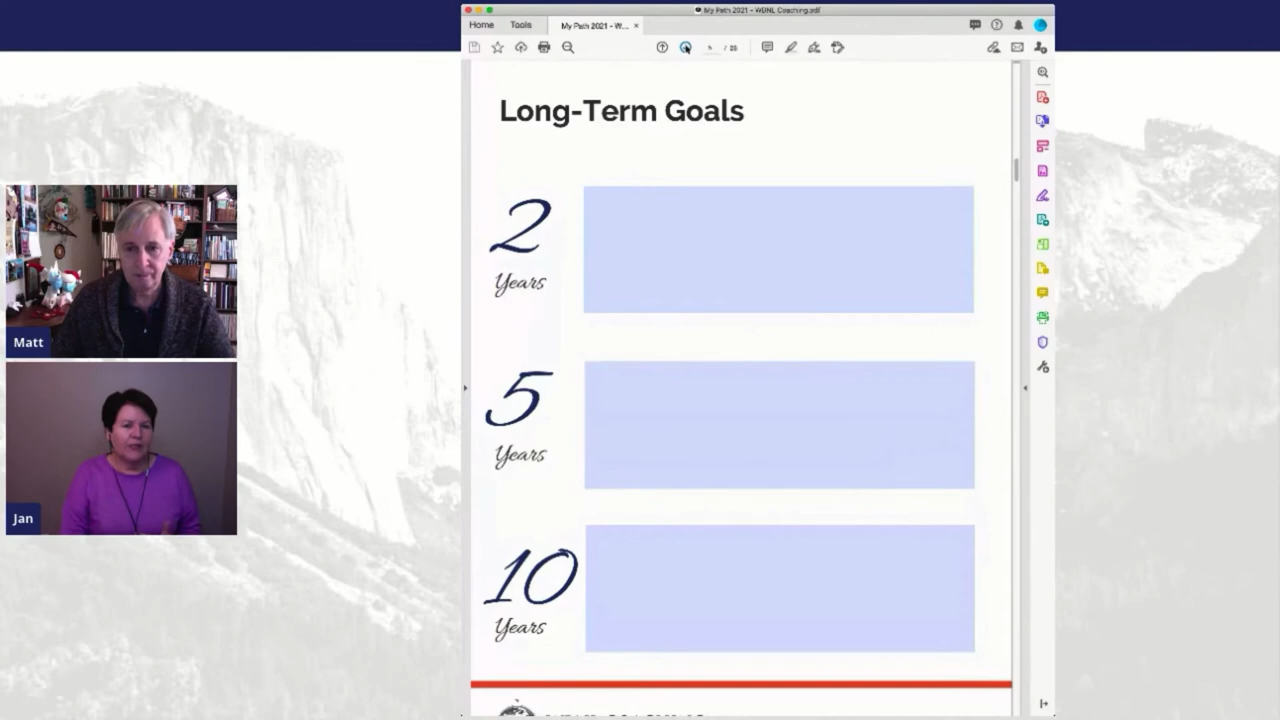 My Path 2021 - WBNL Coaching.pdf
Home
Tools
My Path 2021 - W...
Long-Term Goals
2
Years
5
Years
10
Years
Matt
Jan